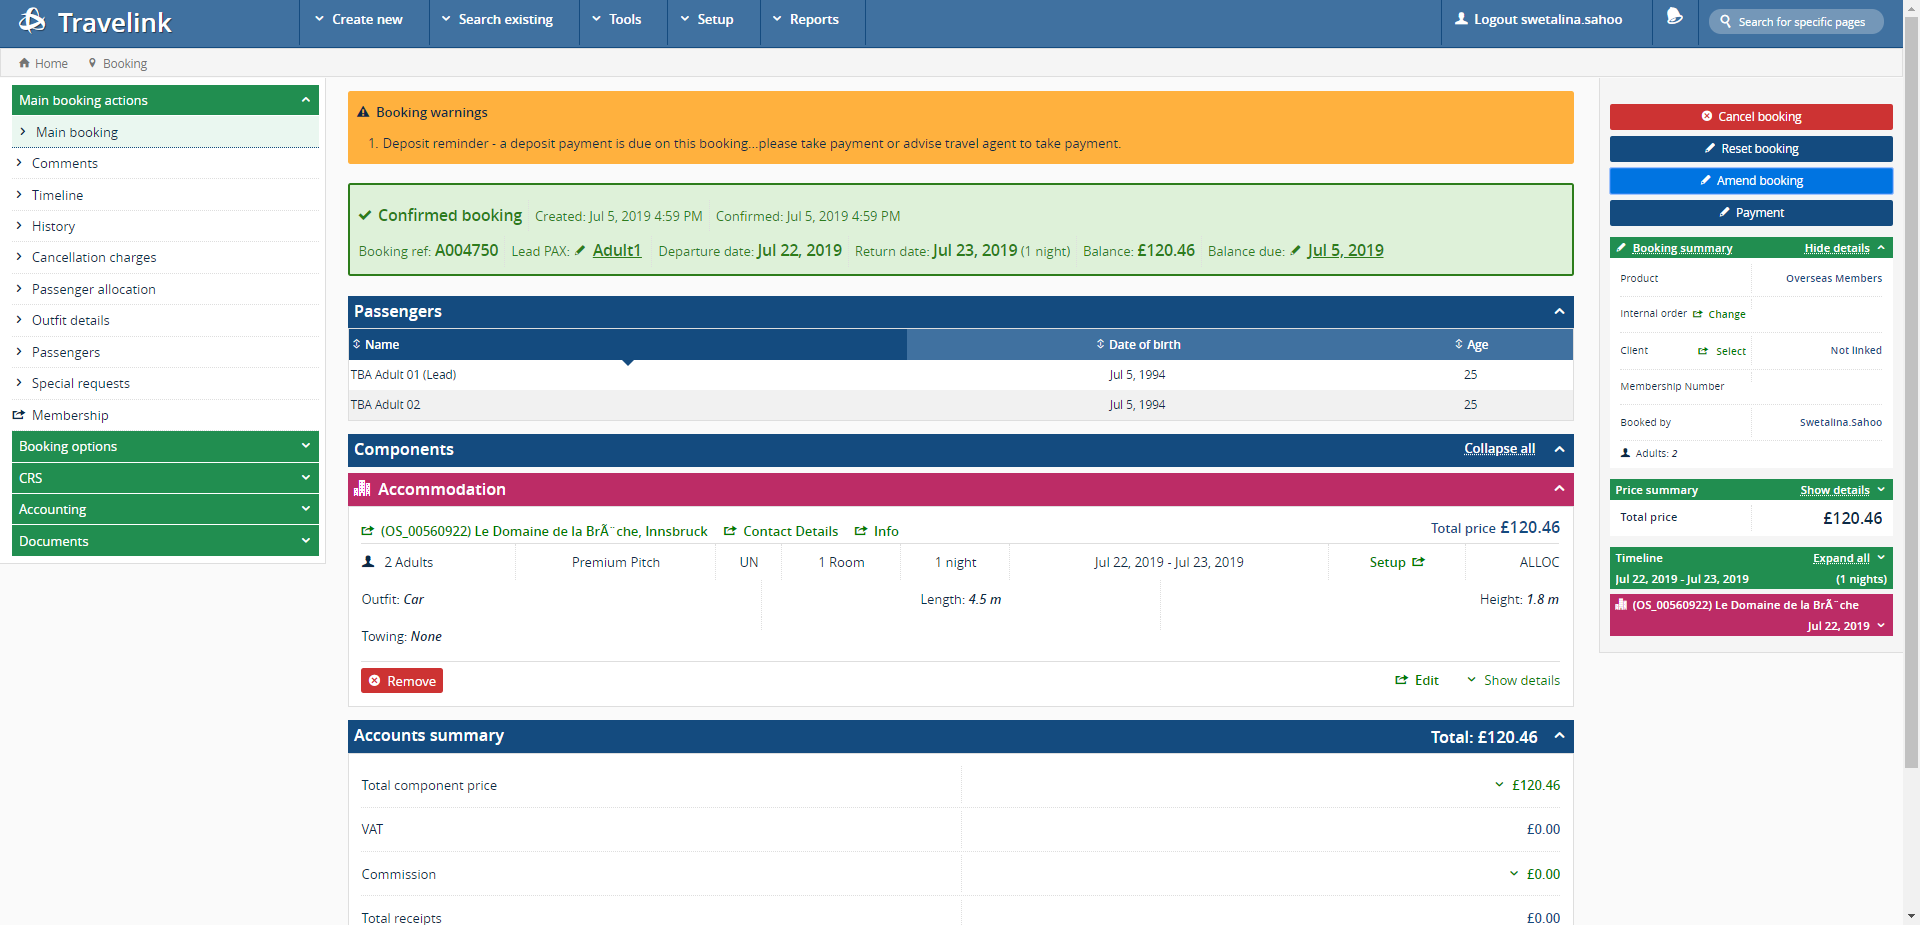 Travelink
Create new
Search existing
Tools
Setup
Reports
Logout swetalina.sahoo
Search for specific pages
Home
Booking
Main booking actions
Main booking
Comments
Timeline
History
Cancellation charges
Passenger allocation
Outfit details
Passengers
Special requests
Membership
Booking options
CRS
Accounting
Documents
Booking warnings
1. Deposit reminder - a deposit payment is due on this booking...please take payment or advise travel agent to take payment.
Confirmed booking Created: Jul 5, 2019 4:59 PM Confirmed: Jul 5, 2019 4:59 PM
Booking ref: A004750 Lead PAX: Adult1 Departure date: Jul 22, 2019 Return date: Jul 23, 2019 (1 night) Balance: £120.46 Balance due: Jul 5, 2019
Passengers
Name Date of birth Age
TBA Adult 01 (Lead) Jul 5, 1994 25
TBA Adult 02 Jul 5, 1994 25
Components Collapse all
Accommodation
(OS_00560922) Le Domaine de la BrÃ¨che, Innsbruck Contact Details Info Total price £120.46
2 Adults Premium Pitch UN 1 Room 1 night Jul 22, 2019 - Jul 23, 2019 Setup ALLOC
Outfit: Car Length: 4.5 m Height: 1.8 m
Towing: None
Remove Edit Show details
Accounts summary Total: £120.46
Total component price £120.46
VAT £0.00
Commission £0.00
Total receipts £0.00
Cancel booking
Reset booking
Amend booking
Payment
Booking summary Hide details
Product Overseas Members
Internal order Change
Client Select Not linked
Membership Number
Booked by Swetalina.Sahoo
Adults: 2
Price summary Show details
Total price £120.46
Timeline Expand all
Jul 22, 2019 - Jul 23, 2019 (1 nights)
(OS_00560922) Le Domaine de la BrÃ¨che
Jul 22, 2019